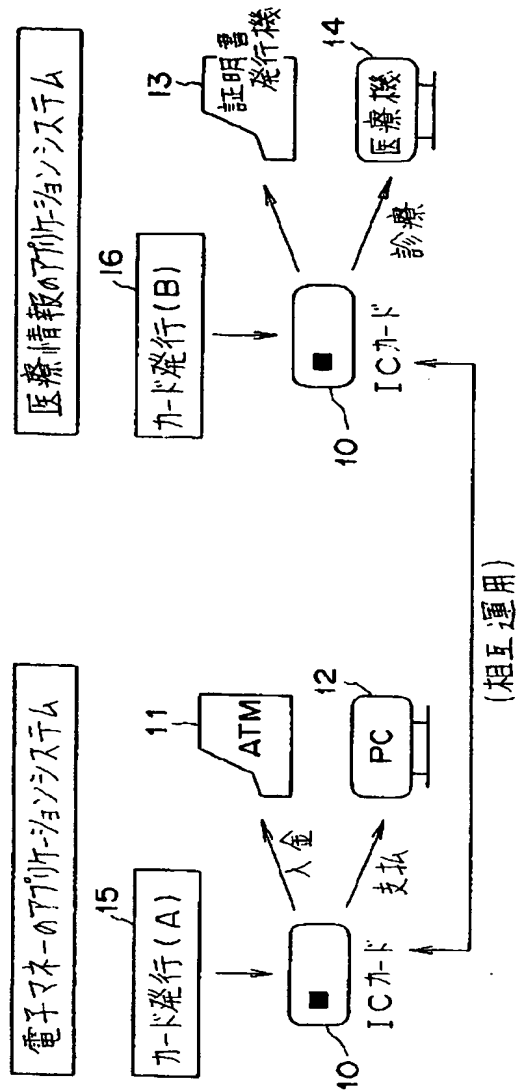 電子マネーのアプリケーションシステム
15
カード発行(A)
10
ICカード
入金
支払
11
ATM
12
PC
医療情報のアプリケーションシステム
16
カード発行(B)
10
ICカード
診療
13
証明書
発行機
14
医療機
(相互運用)